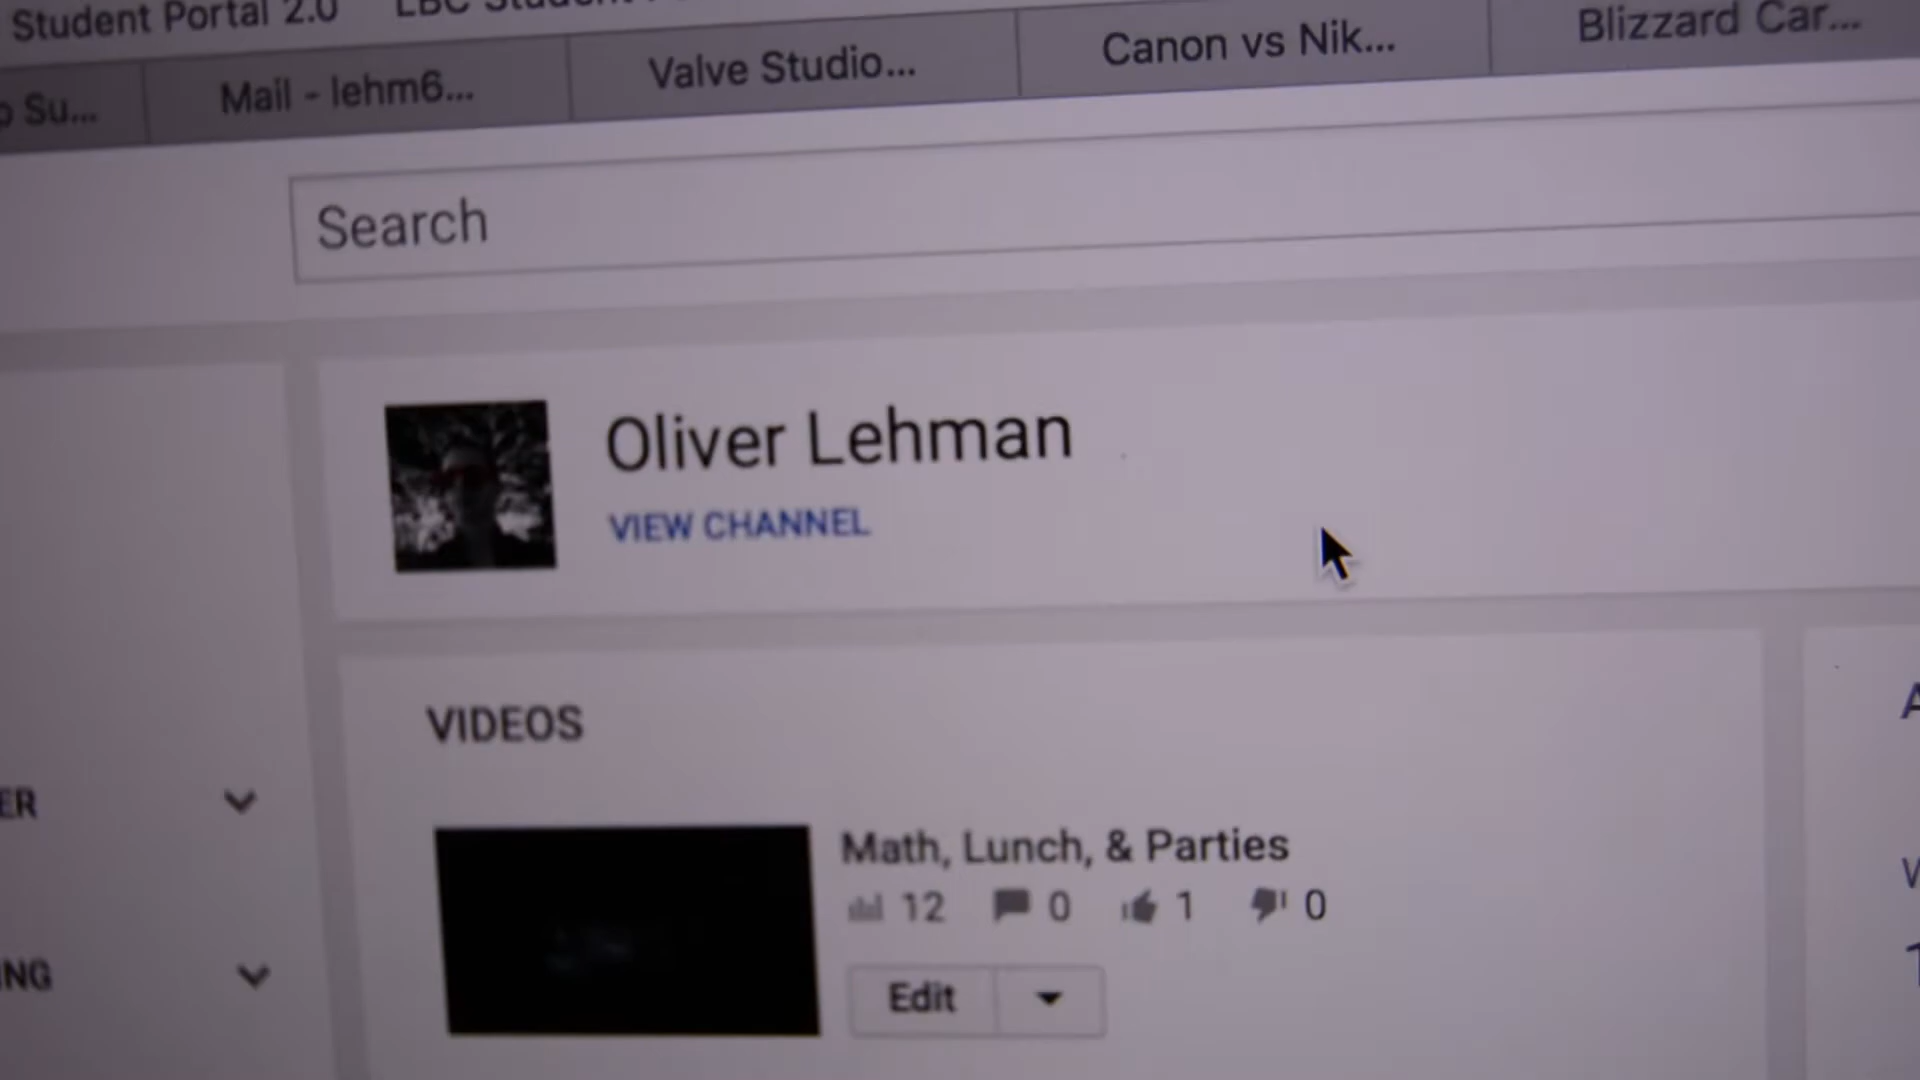 Student Portal 2.0
Su...
Mail - lehm6...
Valve Studio...
Canon vs Nik...
Blizzard Car...
Search
Oliver Lehman
VIEW CHANNEL
VIDEOS
ER
Math, Lunch, & Parties
12 0 1 0
ING
Edit